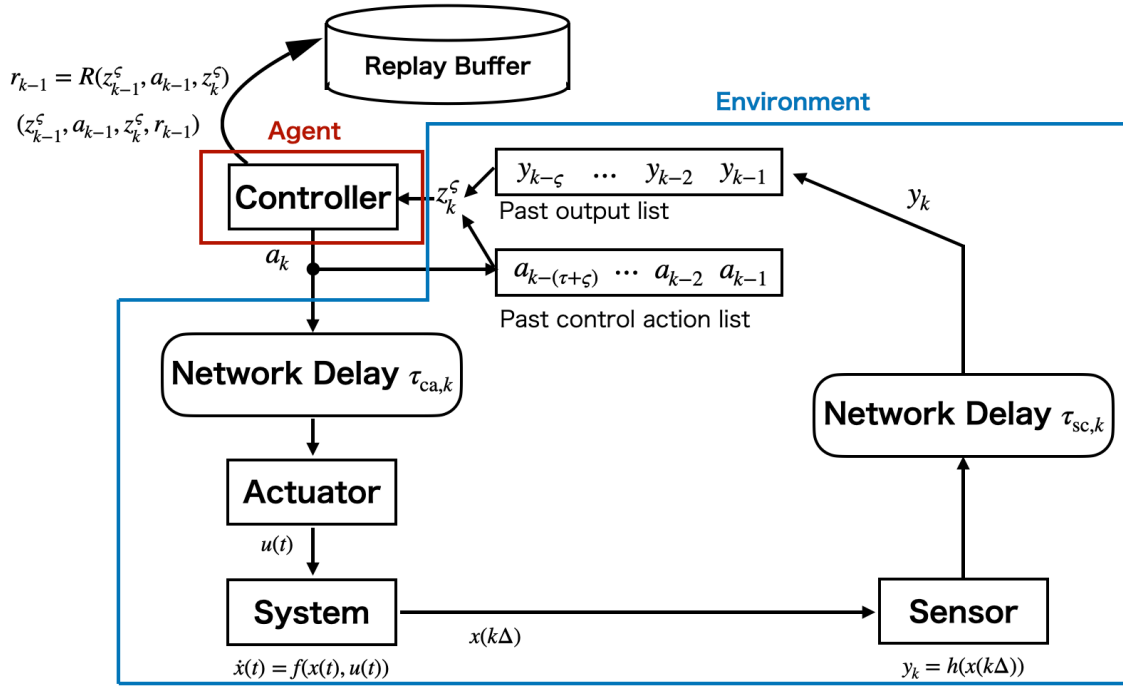 Replay Buffer
r_{k-1} = R(z^ς_{k-1}, a_{k-1}, z^ς_k)
(z^ς_{k-1}, a_{k-1}, z^ς_k, r_{k-1})
Environment
Agent
Controller
z^ς_k
y_{k-ς} ⋯ y_{k-2} y_{k-1}
Past output list
y_k
a_k
a_{k-(τ+ς)} ⋯ a_{k-2} a_{k-1}
Past control action list
Network Delay τ_{ca,k}
Network Delay τ_{sc,k}
Actuator
u(t)
System
x(kΔ)
Sensor
ẋ(t) = f(x(t), u(t))
y_k = h(x(kΔ))